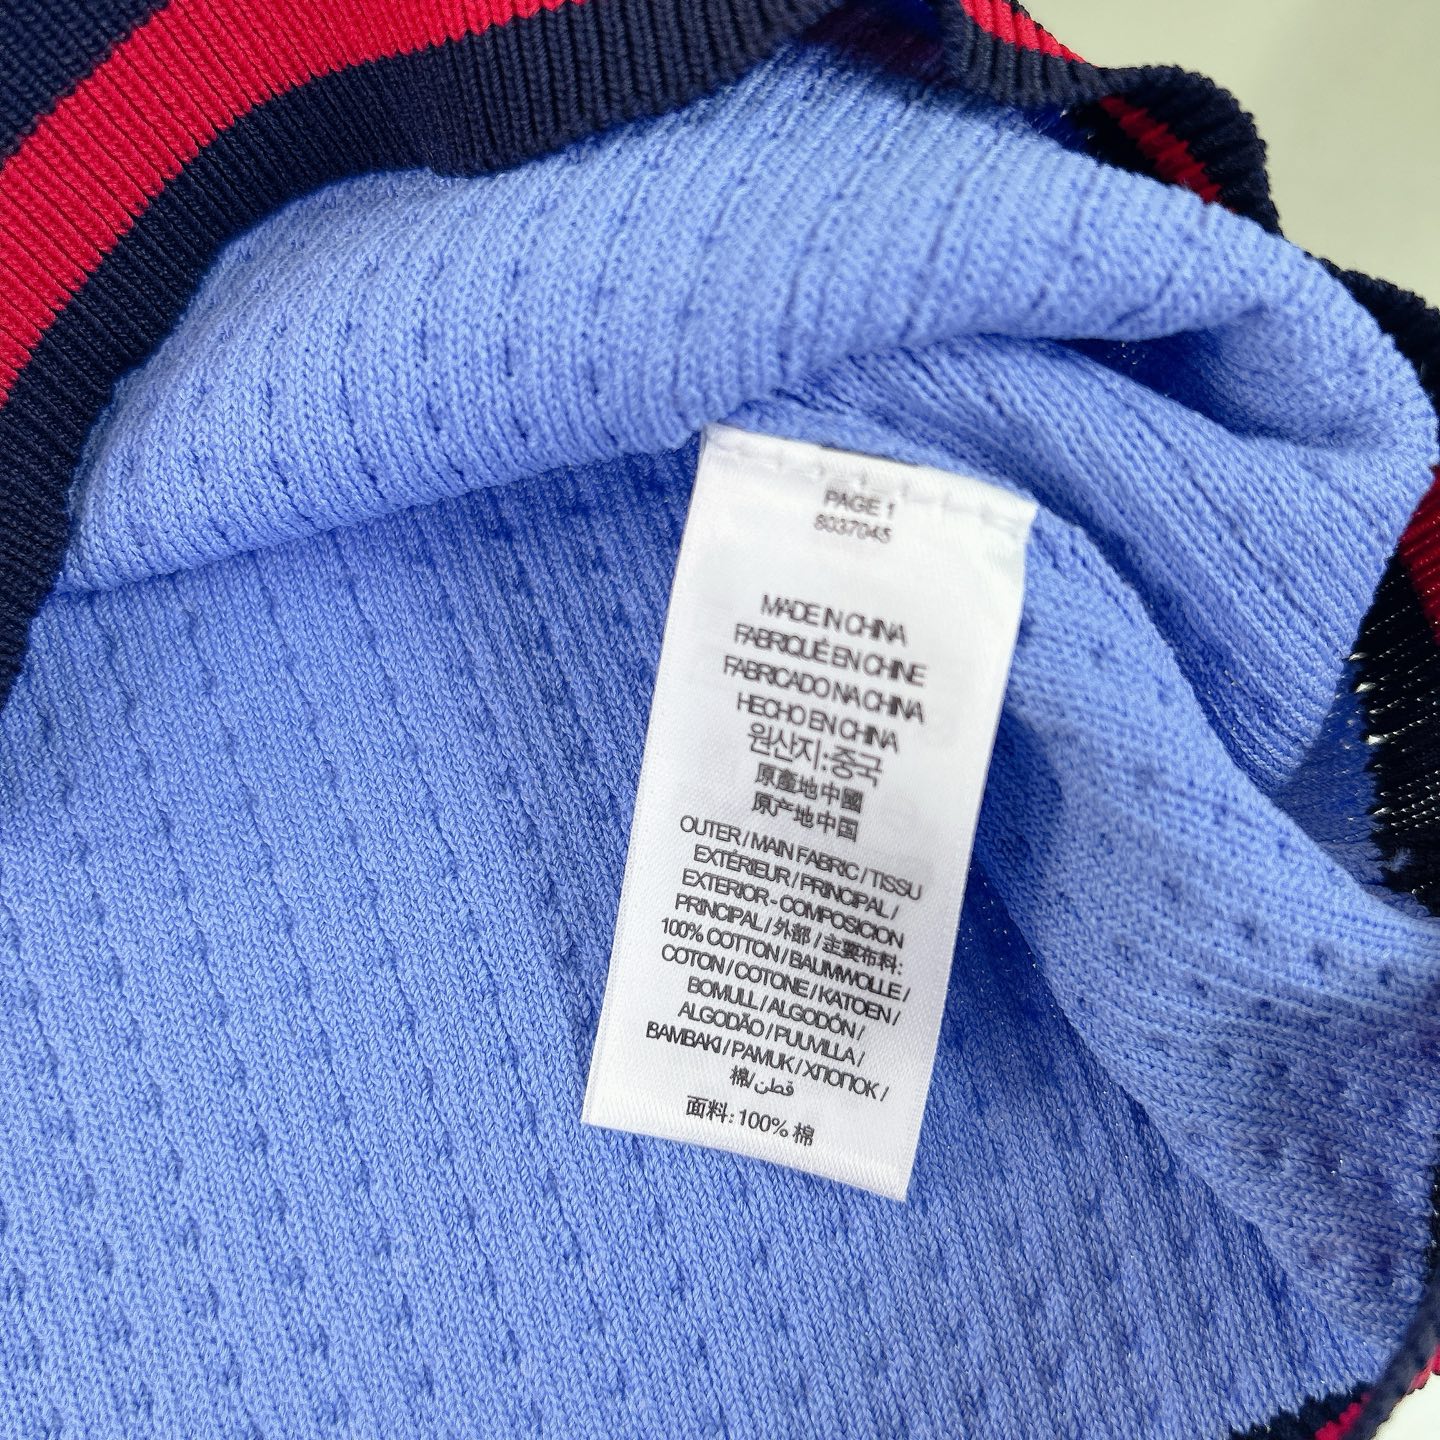 PAGE 1
8037045
MADE IN CHINA
FABRIQUÉ EN CHINE
FABRICADO NA CHINA
HECHO EN CHINA
원산지:중국
原產地中國
原产地中国
OUTER / MAIN FABRIC / TISSU
EXTÉRIEUR / PRINCIPAL /
EXTERIOR - COMPOSICION
PRINCIPAL / 外部 / 主要布料:
100% COTTON / BAUMWOLLE /
COTON / COTONE / KATOEN /
BOMULL / ALGODÓN /
ALGODÃO / PUUVILLA /
BAMBAKI / PAMUK / ХЛОПОК /
棉/قطن
面料: 100% 棉